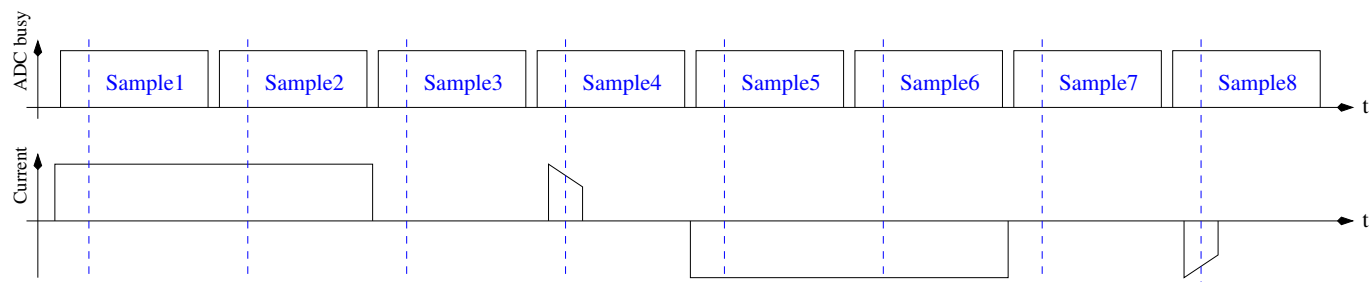 ADC busy
Sample1 Sample2 Sample3 Sample4 Sample5 Sample6 Sample7 Sample8
t
Current
t